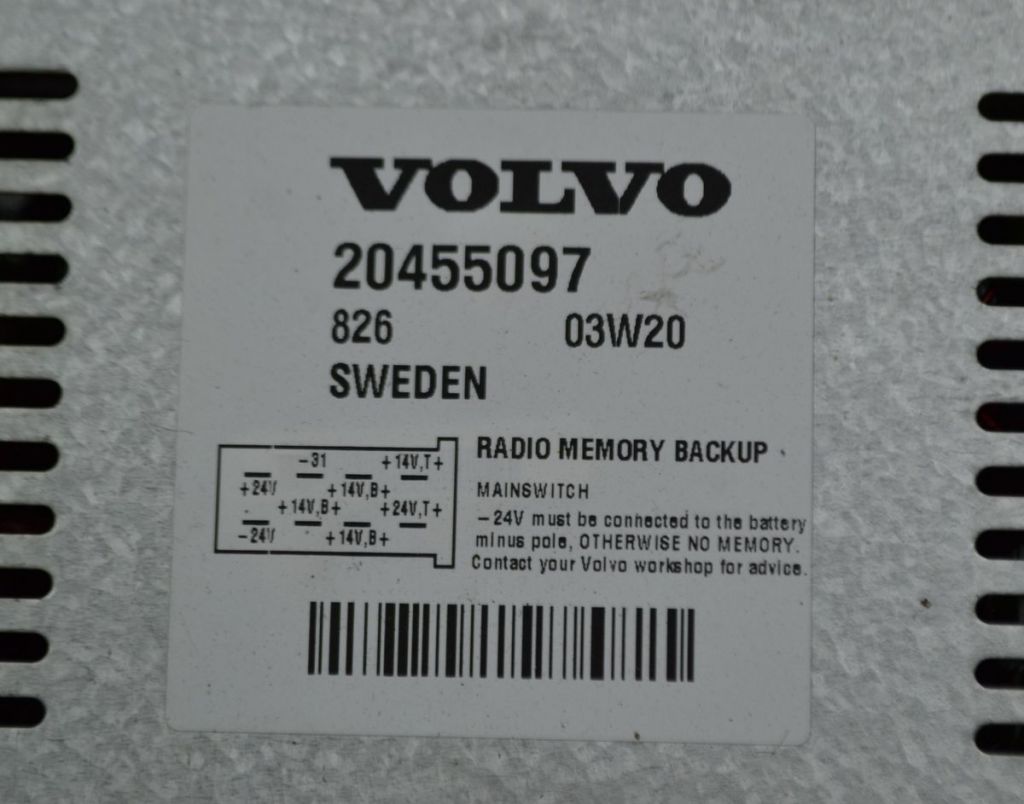 VOLVO
20455097
826 03W20
SWEDEN
-31 +14V,T+
+24V +14V,B+
+14V,B+ +24V,T+
-24V +14V,B+
RADIO MEMORY BACKUP
MAINSWITCH
-24V must be connected to the battery
minus pole, OTHERWISE NO MEMORY.
Contact your Volvo workshop for advice.